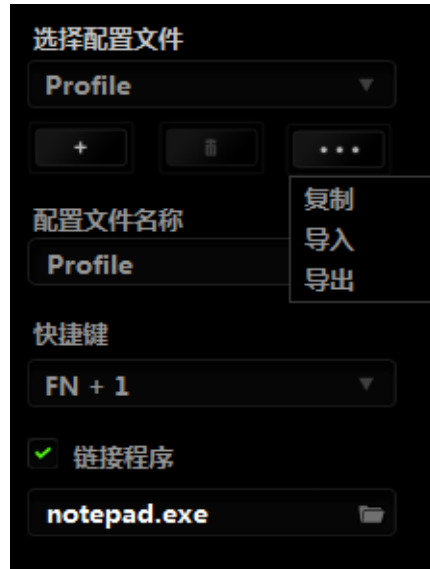 选择配置文件
Profile
+
•••
复制
导入
导出
配置文件名称
Profile
快捷键
FN + 1
链接程序
notepad.exe